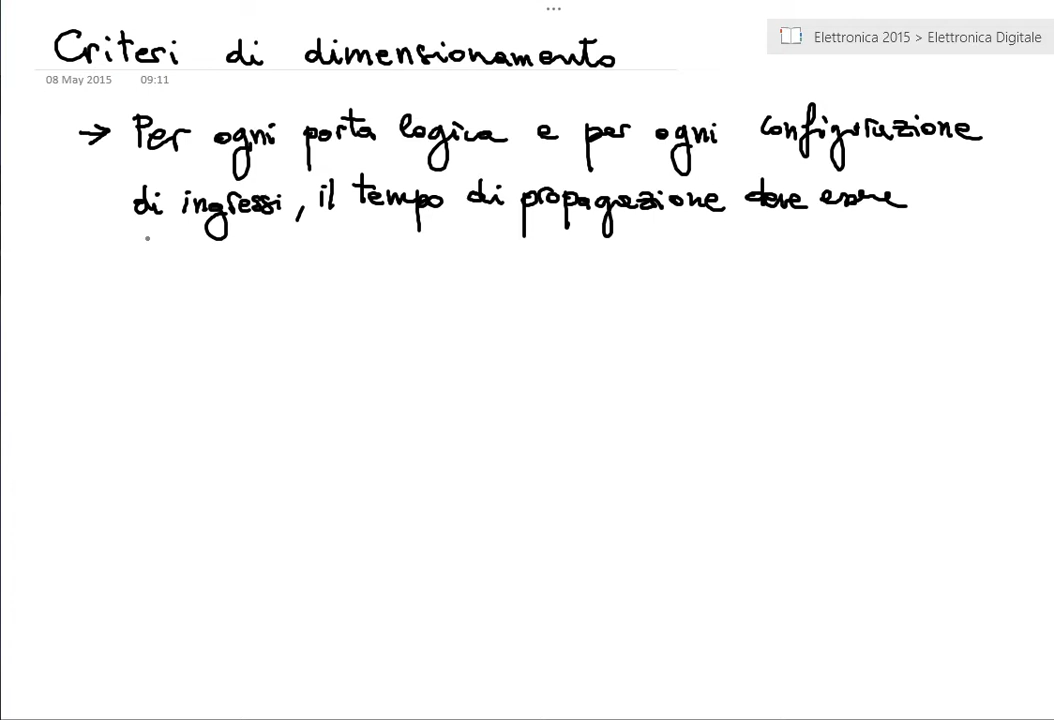 ...
Elettronica 2015 > Elettronica Digitale
Criteri di dimensionamento
08 May 2015 09:11
→ Per ogni porta logica e per ogni configurazione
di ingressi, il tempo di propagazione deve essere